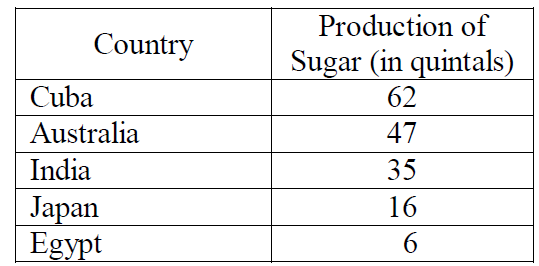 Country
Production of
Sugar (in quintals)
Cuba 62
Australia 47
India 35
Japan 16
Egypt 6